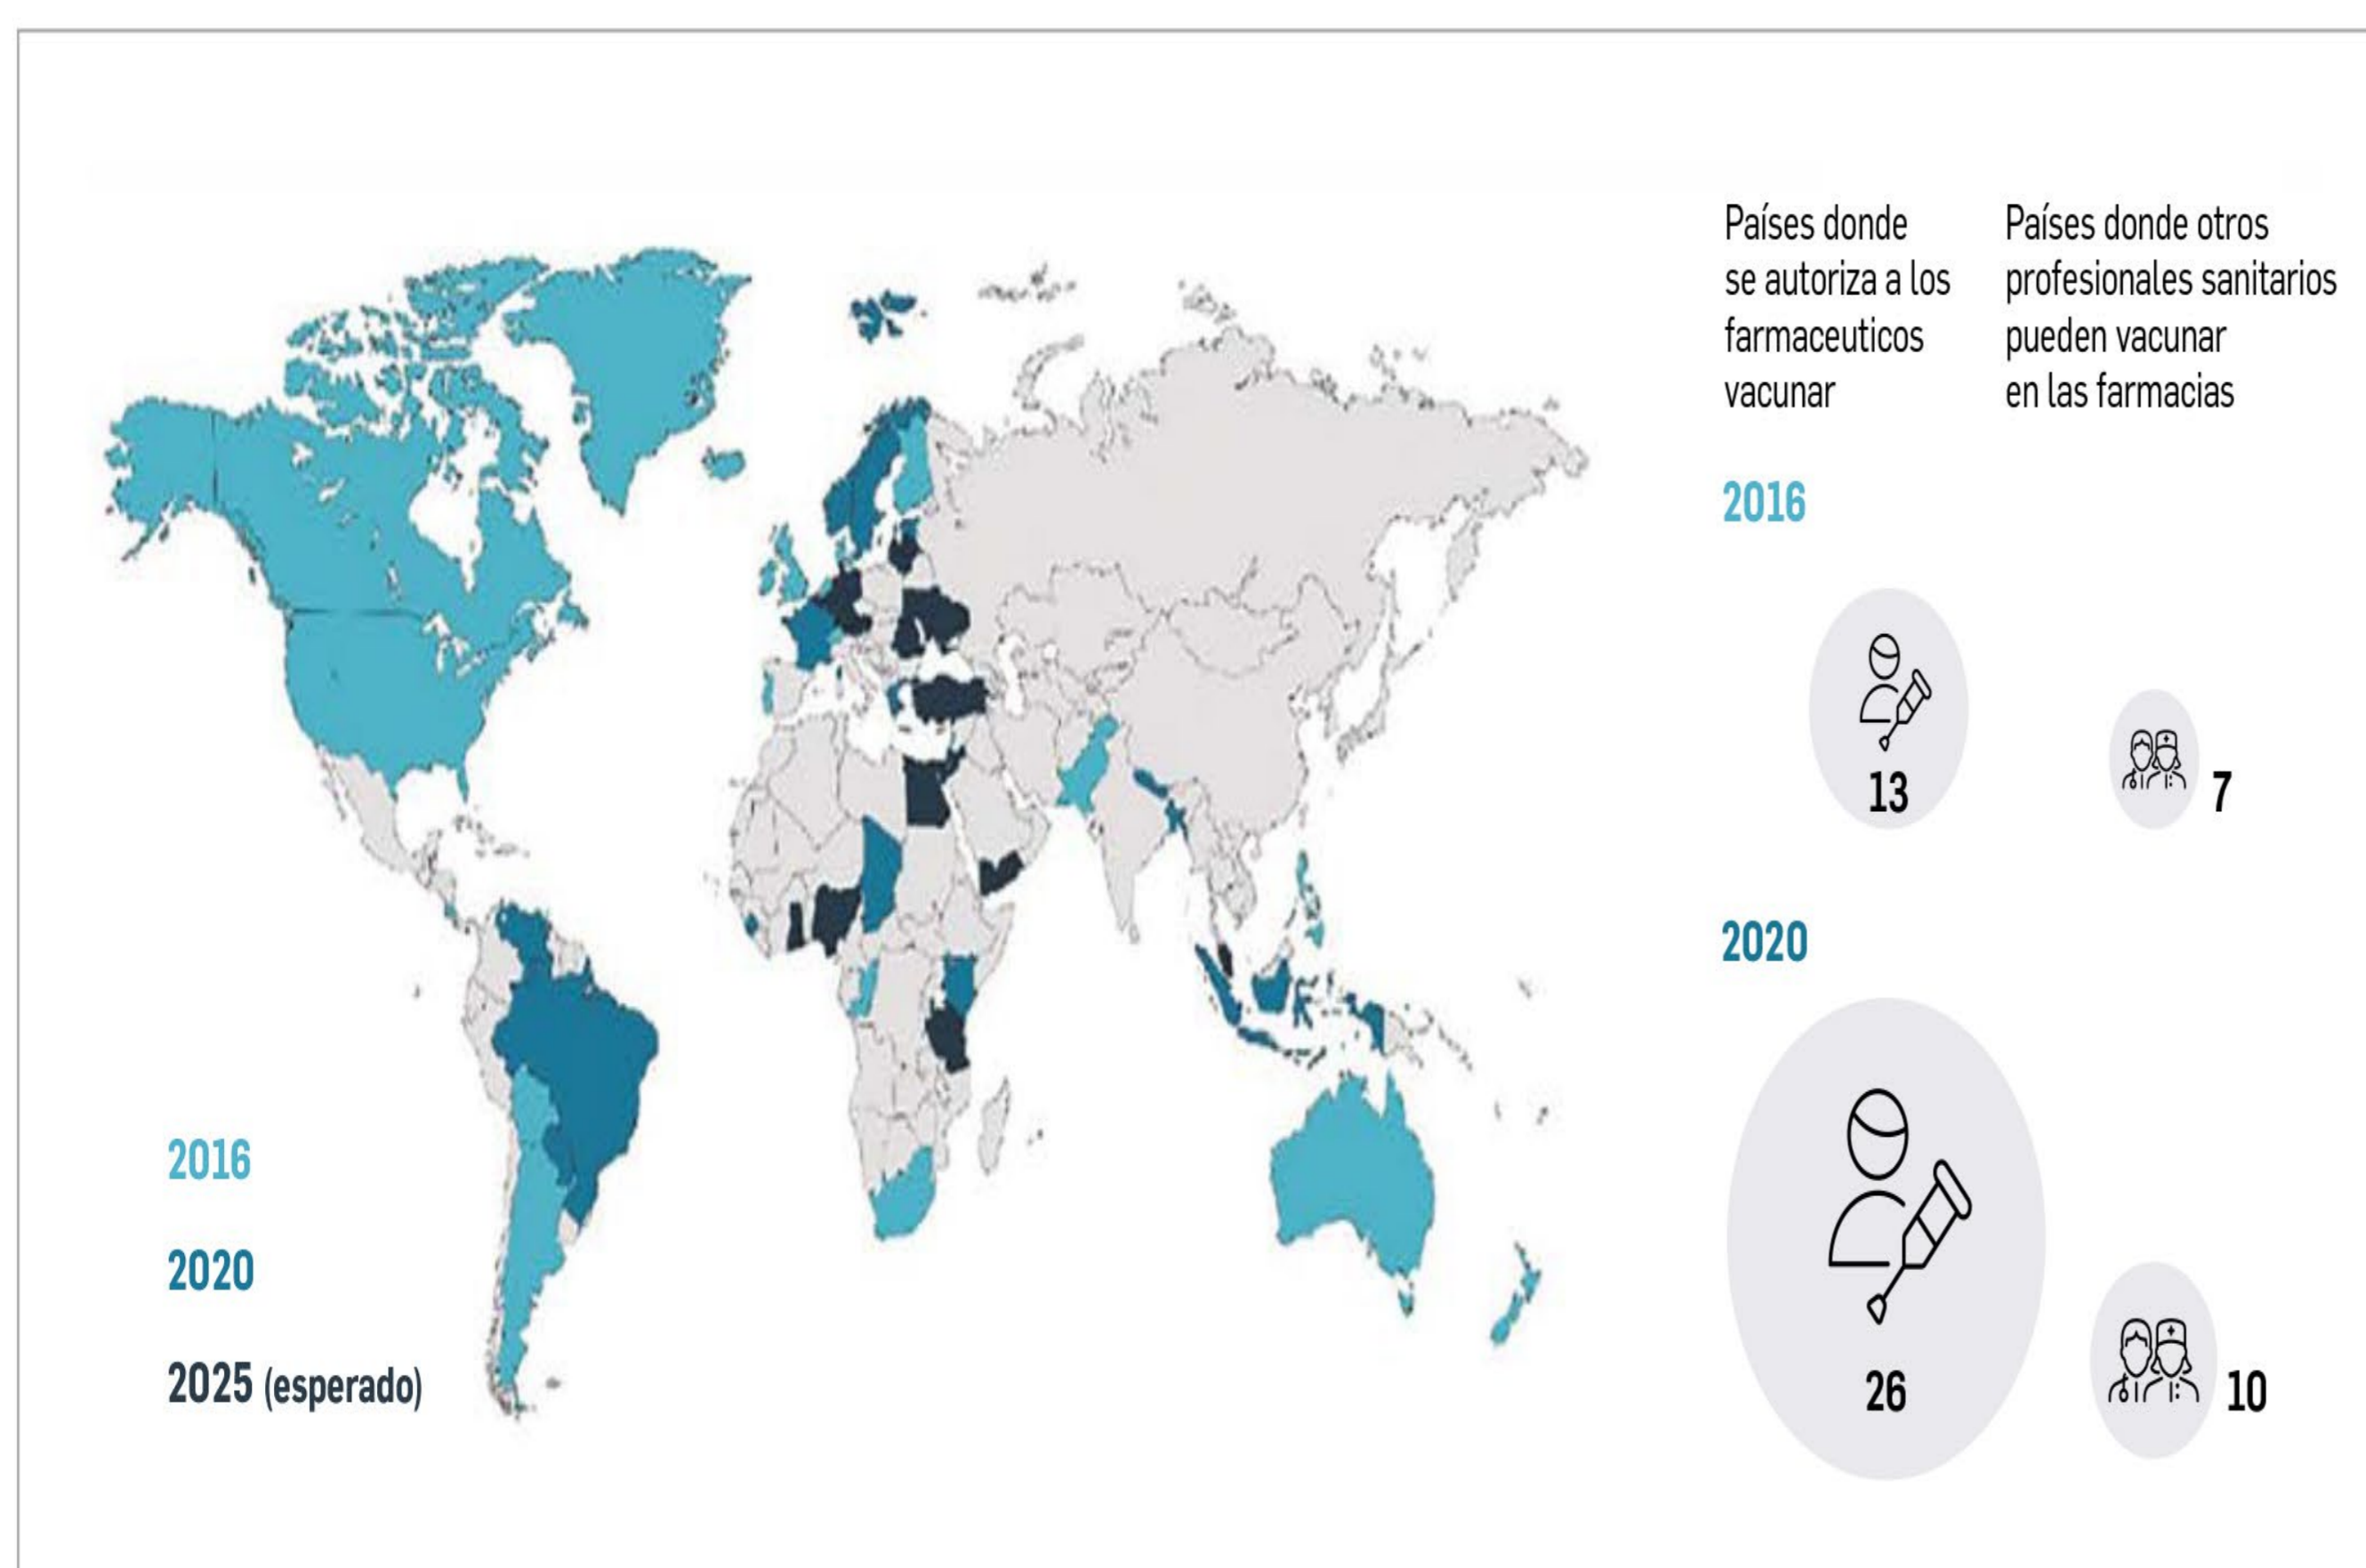 Países donde
se autoriza a los
farmaceuticos
vacunar
Países donde otros
profesionales sanitarios
pueden vacunar
en las farmacias
2016
13
7
2020
26
10
2016
2020
2025 (esperado)